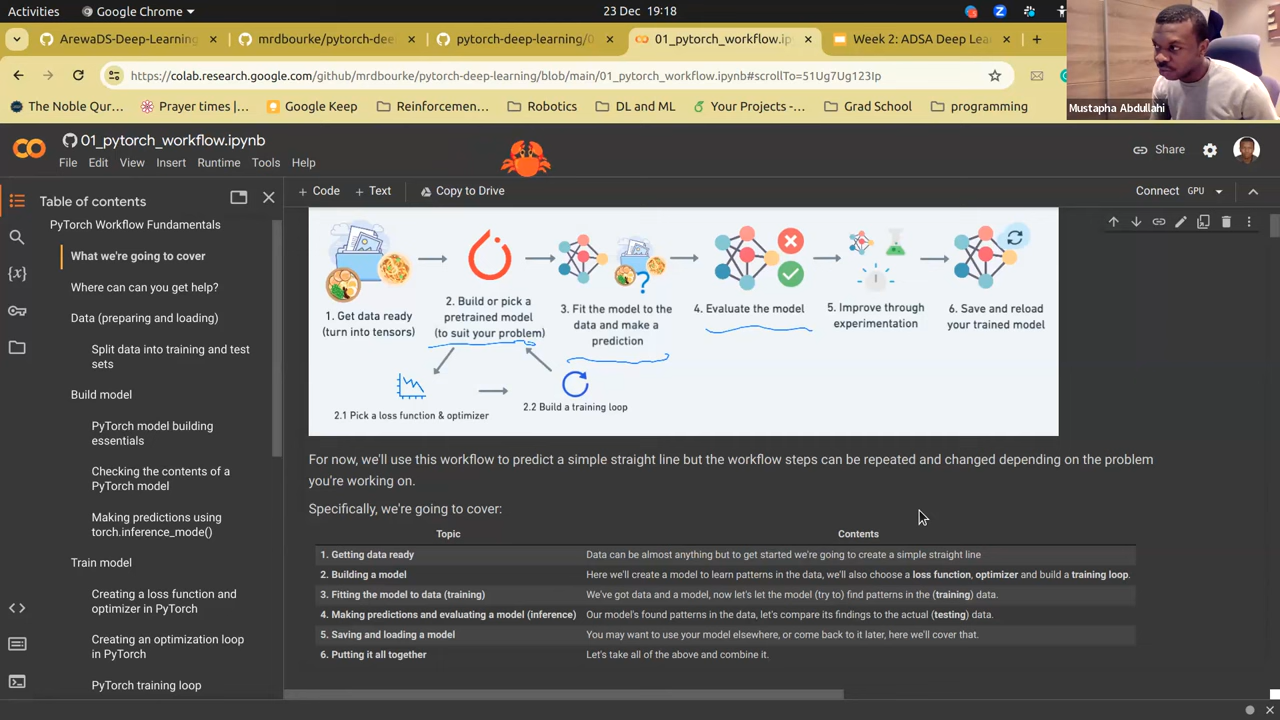 Activities
Google Chrome
23 Dec 19:18
Z
ArewaDS-Deep-Learning
mrdbourke/pytorch-dee
pytorch-deep-learning/0
01_pytorch_workflow.ipy
Week 2: ADSA Deep Lea
https://colab.research.google.com/github/mrdbourke/pytorch-deep-learning/blob/main/01_pytorch_workflow.ipynb#scrollTo=51Ug7Ug123Ip
The Noble Qur...
Prayer times |...
Google Keep
Reinforcemen...
Robotics
DL and ML
Your Projects -...
Grad School
programming
Mustapha Abdullahi
01_pytorch_workflow.ipynb
File Edit View Insert Runtime Tools Help
Share
+ Code + Text
Copy to Drive
Connect GPU
Table of contents
PyTorch Workflow Fundamentals
What we're going to cover
Where can you get help?
Data (preparing and loading)
Split data into training and test
sets
Build model
PyTorch model building
essentials
Checking the contents of a
PyTorch model
Making predictions using
torch.inference_mode()
Train model
Creating a loss function and
optimizer in PyTorch
Creating an optimization loop
in PyTorch
PyTorch training loop
1. Get data ready
(turn into tensors)
2. Build or pick a
pretrained model
(to suit your problem)
3. Fit the model to the
data and make a
prediction
4. Evaluate the model
5. Improve through
experimentation
6. Save and reload
your trained model
2.1 Pick a loss function & optimizer
2.2 Build a training loop
For now, we'll use this workflow to predict a simple straight line but the workflow steps can be repeated and changed depending on the problem
you're working on.
Specifically, we're going to cover:
Topic Contents
1. Getting data ready Data can be almost anything but to get started we're going to create a simple straight line
2. Building a model Here we'll create a model to learn patterns in the data, we'll also choose a loss function, optimizer and build a training loop.
3. Fitting the model to data (training) We've got data and a model, now let's let the model (try to) find patterns in the (training) data.
4. Making predictions and evaluating a model (inference) Our model's found patterns in the data, let's compare its findings to the actual (testing) data.
5. Saving and loading a model You may want to use your model elsewhere, or come back to it later, here we'll cover that.
6. Putting it all together Let's take all of the above and combine it.